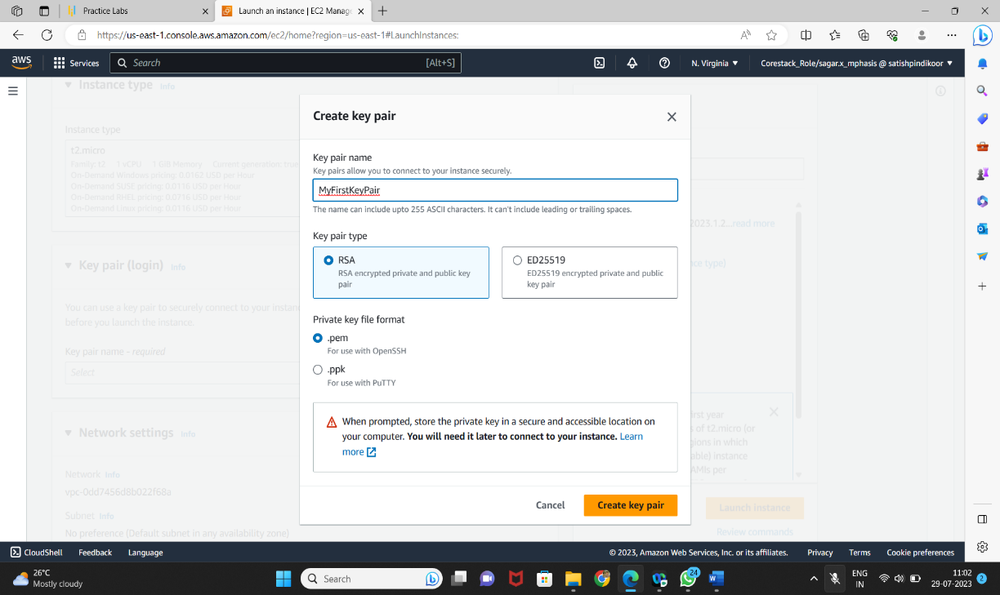 Practice Labs
Launch an instance | EC2 Manage
https://us-east-1.console.aws.amazon.com/ec2/home?region=us-east-1#LaunchInstances:
aws
Services
Search
[Alt+S]
N. Virginia
Corestack_Role/sagar.x_mphasis @ satishpindikoor
Instance type Info
Instance type
t2.micro
Family: t2 1 vCPU 1 GiB Memory Current generation: true
On-Demand Windows pricing: 0.0162 USD per Hour
On-Demand SUSE pricing: 0.0116 USD per Hour
On-Demand RHEL pricing: 0.0716 USD per Hour
On-Demand Linux pricing: 0.0116 USD per Hour
Key pair (login) Info
You can use a key pair to securely connect to your instan
before you launch the instance.
Key pair name - required
Select
Network settings Info
Network Info
vpc-0dd7456d8b022f68a
Subnet Info
No preference (Default subnet in any availability zone)
Create key pair
Key pair name
Key pairs allow you to connect to your instance securely.
MyFirstKeyPair
The name can include upto 255 ASCII characters. It can't include leading or trailing spaces.
Key pair type
RSA
RSA encrypted private and public key
pair
ED25519
ED25519 encrypted private and public
key pair
Private key file format
.pem
For use with OpenSSH
.ppk
For use with PuTTY
When prompted, store the private key in a secure and accessible location on
your computer. You will need it later to connect to your instance. Learn
more
Cancel
Create key pair
2023.1.2...read more
ce type)
irst year
s of t2.micro (or
gions in which
able) instance
AMIs per
Launch instance
Review commands
CloudShell
Feedback
Language
© 2023, Amazon Web Services, Inc. or its affiliates.
Privacy
Terms
Cookie preferences
26°C
Mostly cloudy
Search
24
ENG
IN
11:02
29-07-2023
2